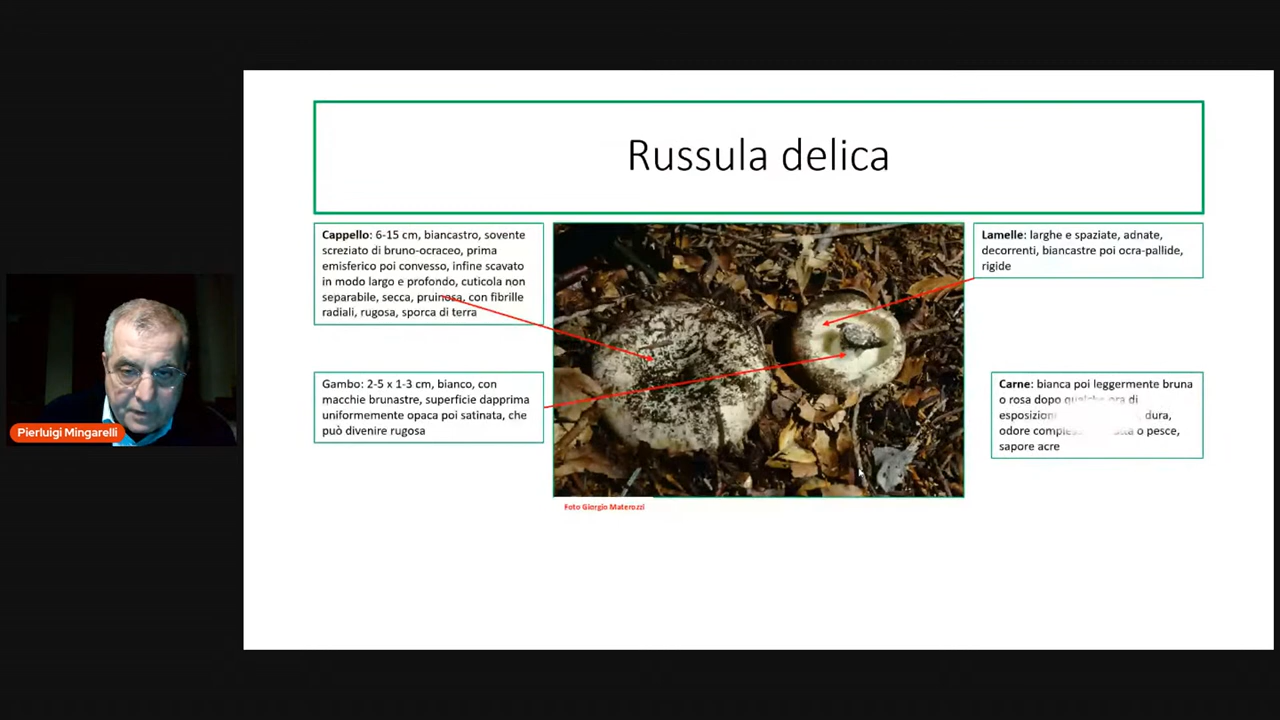 Russula delica
Cappello: 6-15 cm, biancastro, sovente
screziato di bruno-ocraceo, prima
emisferico poi convesso, infine scavato
in modo largo e profondo, cuticola non
separabile, secca, pruinosa, con fibrille
radiali, rugosa, sporca di terra
Gambo: 2-5 x 1-3 cm, bianco, con
macchie brunastre, superficie dapprima
uniformemente opaca poi satinata, che
può divenire rugosa
Lamelle: larghe e spaziate, adnate,
decorrenti, biancastre poi ocra-pallide,
rigide
Carne: bianca poi leggermente bruna
o rosa dopo qualche ora di
dura,
odore o pesce,
sapore acre
Foto Giorgio Materozzi
Pierluigi Mingarelli